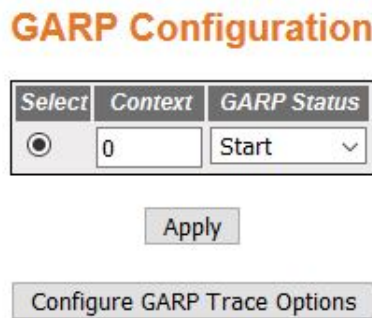 GARP Configuration
Select Context GARP Status
0 Start
Apply
Configure GARP Trace Options